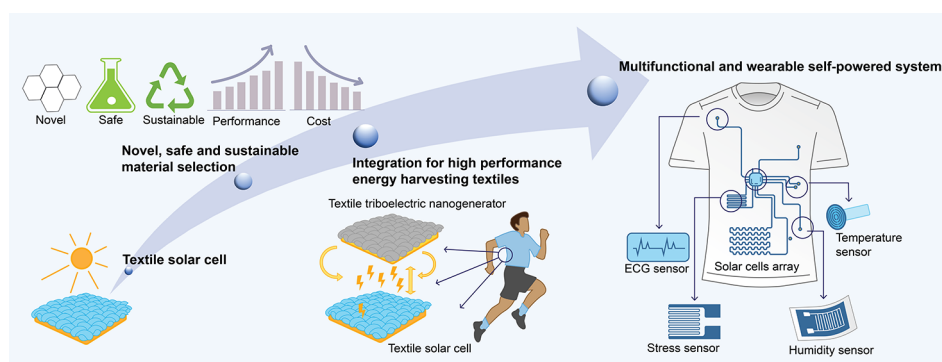 Novel
Safe
Sustainable
Performance
Cost
Novel, safe and sustainable
material selection
Textile solar cell
Integration for high performance
energy harvesting textiles
Textile triboelectric nanogenerator
Textile solar cell
Multifunctional and wearable self-powered system
ECG sensor
Solar cells array
Temperature
sensor
Stress sensor
Humidity sensor